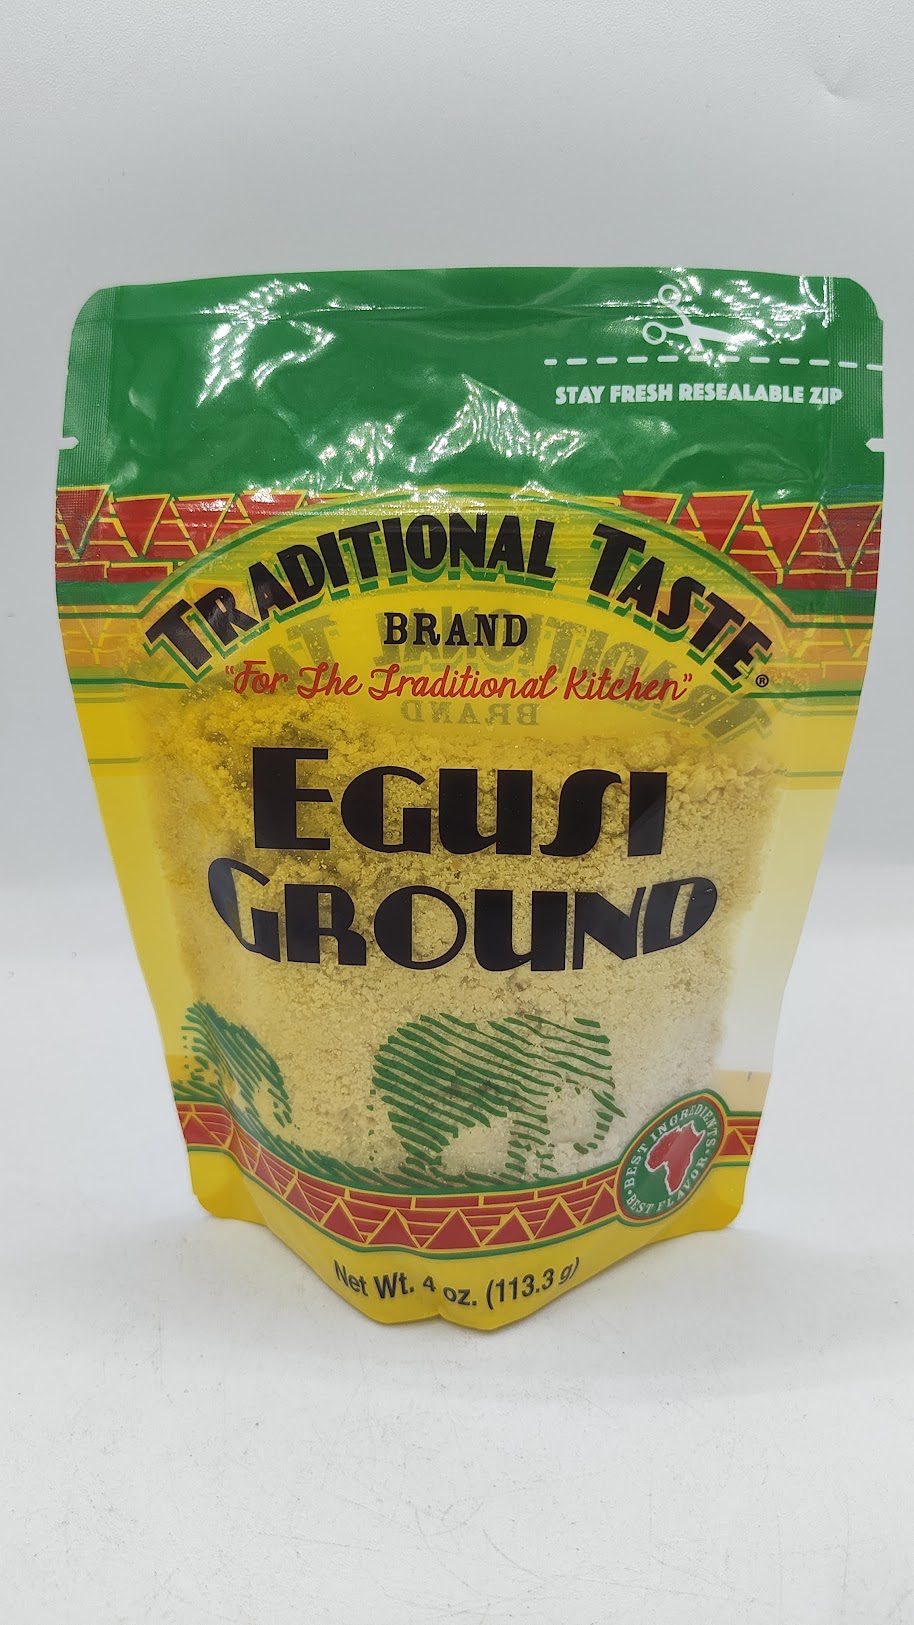 STAY FRESH RESEALABLE ZIP
TRADITIONAL TASTE
BRAND
®
"For The Traditional Kitchen"
EGUSI
GROUND
BEST INGREDIENTS
BEST FLAVOR
Net Wt. 4 oz. (113.3 g)